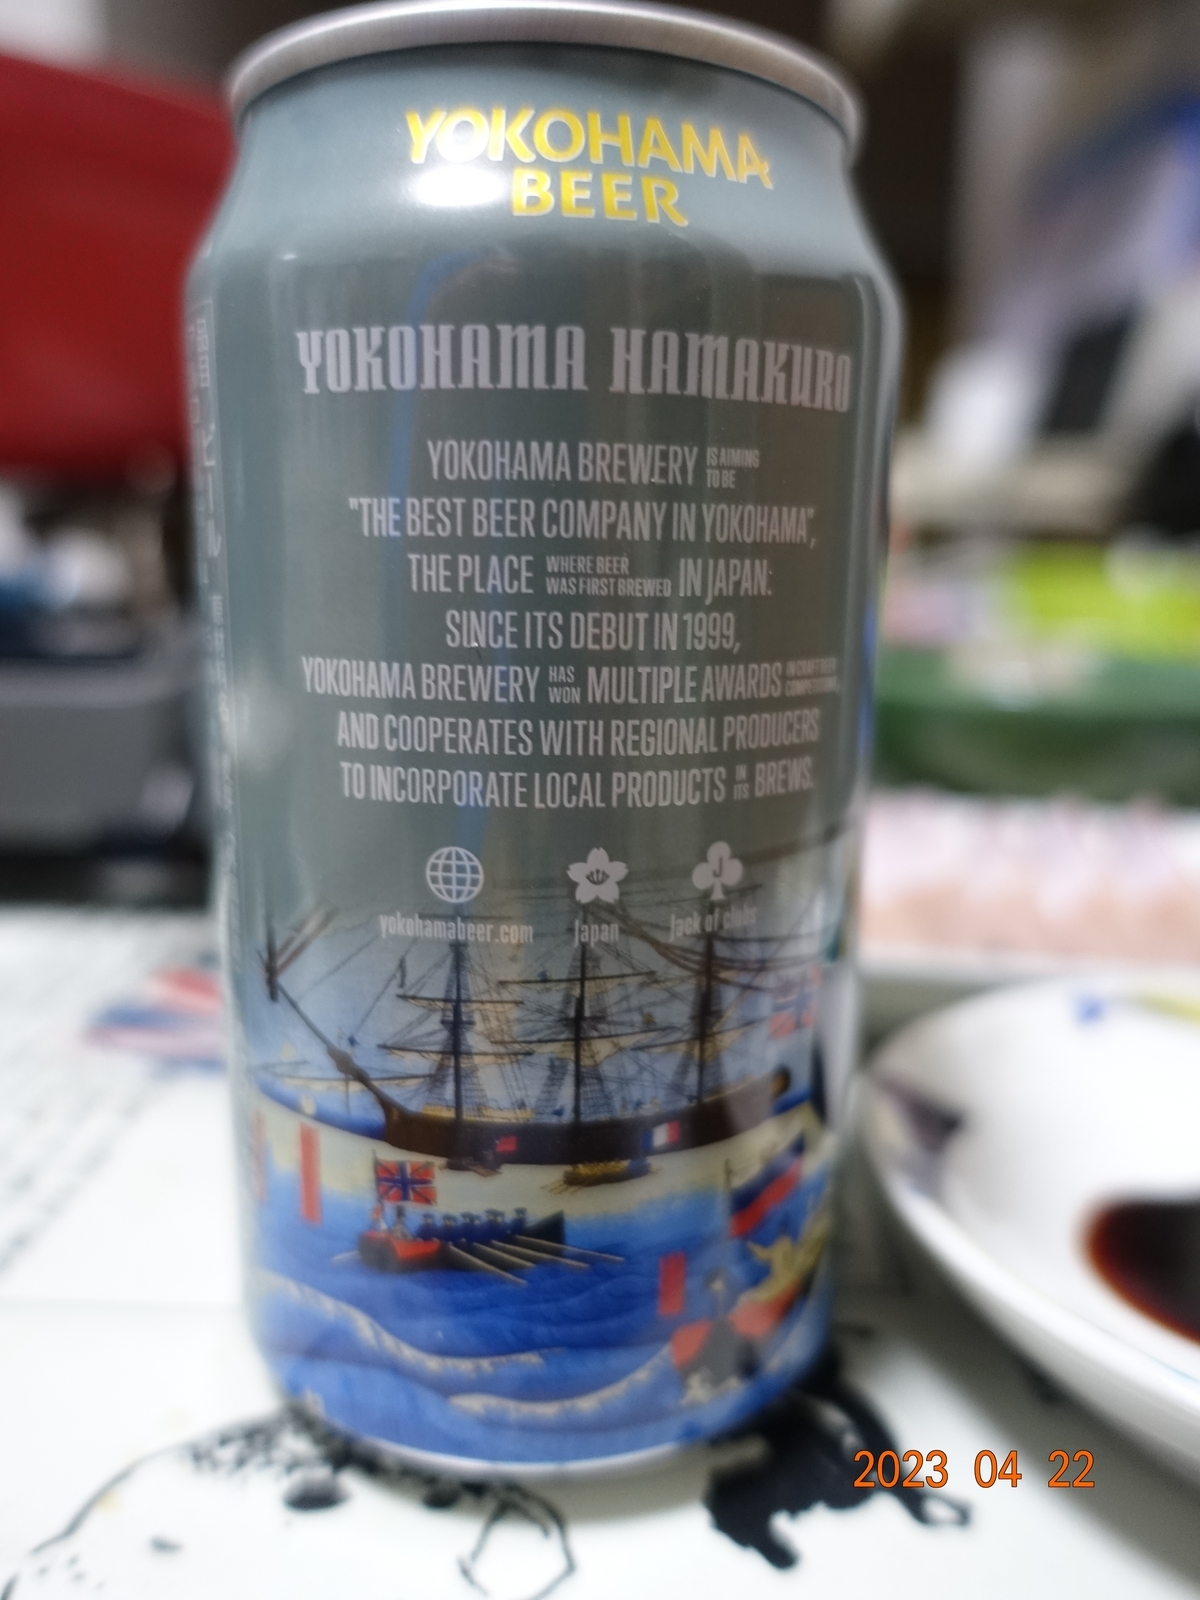 YOKOHAMA
BEER
YOKOHAMA HAMAKURO
YOKOHAMA BREWERY IS AIMING TO BE
"THE BEST BEER COMPANY IN YOKOHAMA",
THE PLACE WHERE BEER WAS FIRST BREWED IN JAPAN.
SINCE ITS DEBUT IN 1999,
YOKOHAMA BREWERY HAS WON MULTIPLE AWARDS IN CRAFT BEER
AND COOPERATES WITH REGIONAL PRODUCERS
TO INCORPORATE LOCAL PRODUCTS IN ITS BREWS.
J
yokohamabeer.com Japan Jack of clubs
2023 04 22